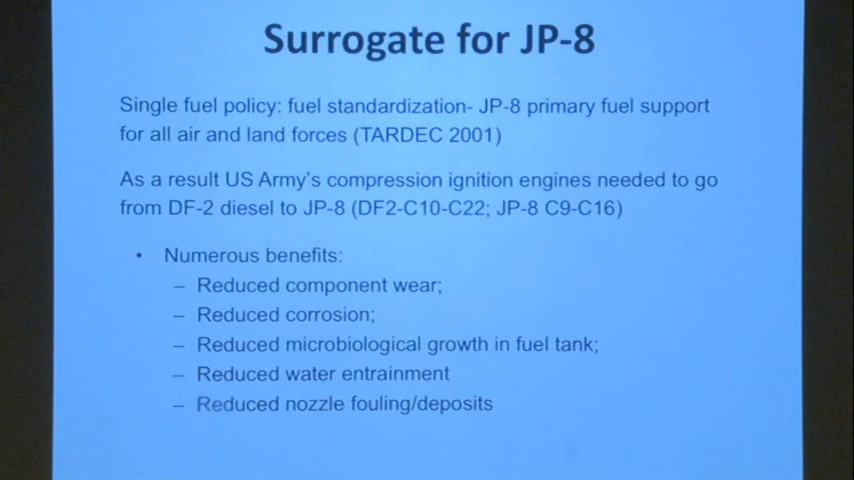 Surrogate for JP-8
Single fuel policy: fuel standardization- JP-8 primary fuel support
for all air and land forces (TARDEC 2001)
As a result US Army's compression ignition engines needed to go
from DF-2 diesel to JP-8 (DF2-C10-C22; JP-8 C9-C16)
• Numerous benefits:
– Reduced component wear;
– Reduced corrosion;
– Reduced microbiological growth in fuel tank;
– Reduced water entrainment
– Reduced nozzle fouling/deposits